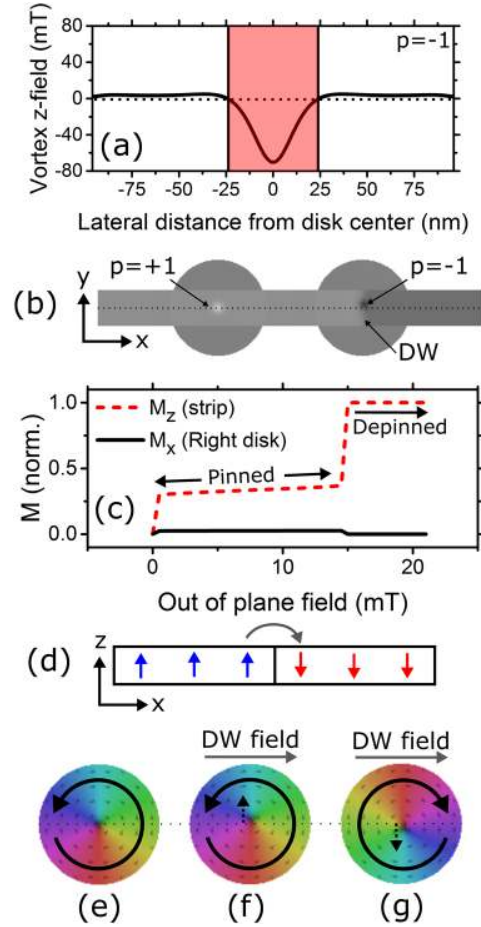 80
40
0
-40
-80
Vortex z-field (mT)
p=-1
(a)
-75 -50 -25 0 25 50 75
Lateral distance from disk center (nm)
p=+1 p=-1
(b)
y
x
DW
1.0
0.5
0.0
M (norm.)
M_z (strip)
M_x (Right disk)
Depinned
Pinned
(c)
0 10 20
Out of plane field (mT)
(d)
z
x
DW field DW field
(e) (f) (g)